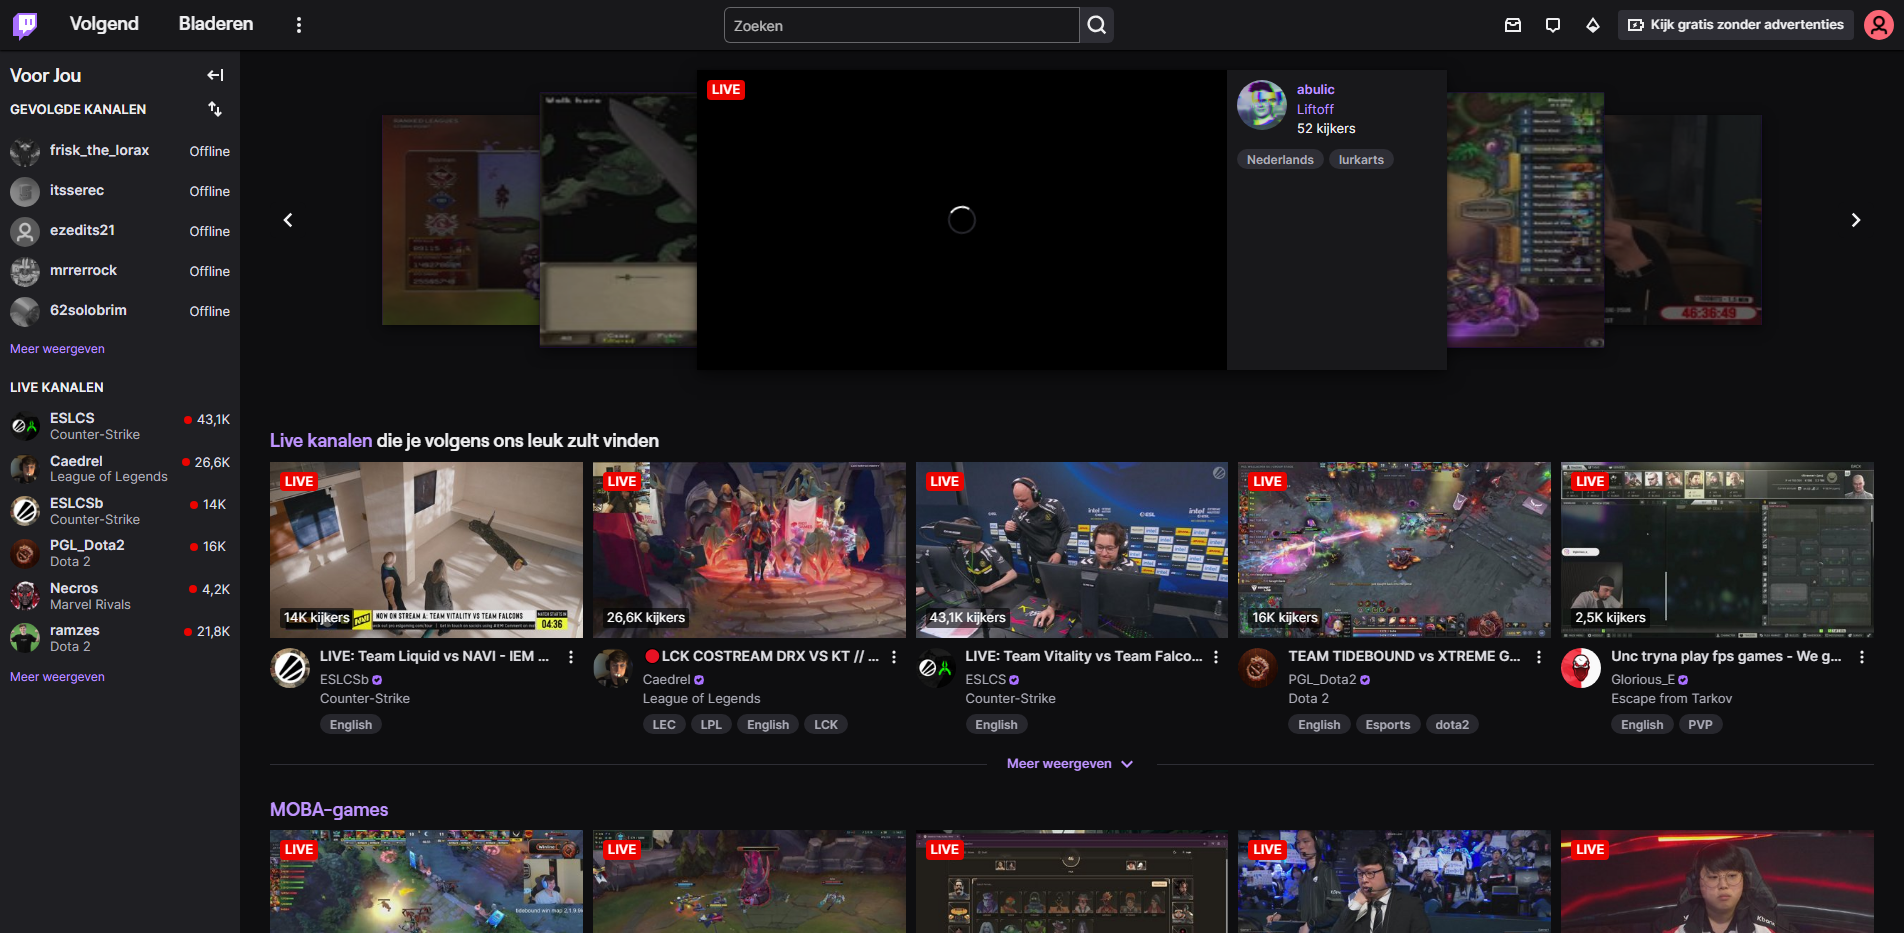 Volgend
Bladeren
Zoeken
Kijk gratis zonder advertenties
Voor Jou
GEVOLGDE KANALEN
frisk_the_lorax
Offline
itsserec
Offline
ezedits21
Offline
mrrerrock
Offline
62solobrim
Offline
Meer weergeven
LIVE KANALEN
ESLCS
43,1K
Counter-Strike
Caedrel
26,6K
League of Legends
ESLCSb
14K
Counter-Strike
PGL_Dota2
16K
Dota 2
Necros
4,2K
Marvel Rivals
ramzes
21,8K
Dota 2
Meer weergeven
Walk here
LIVE
abulic
Liftoff
52 kijkers
Nederlands
lurkarts
46:36:49
Live kanalen die je volgens ons leuk zult vinden
LIVE
14K kijkers
NOW ON STREAM A: TEAM VITALITY VS TEAM FALCONS
MATCH STARTS IN
04:36
LIVE: Team Liquid vs NAVI - IEM ...
ESLCSb
Counter-Strike
English
LIVE
26,6K kijkers
LCK COSTREAM DRX VS KT // ...
Caedrel
League of Legends
LEC
LPL
English
LCK
LIVE
43,1K kijkers
LIVE: Team Vitality vs Team Falco...
ESLCS
Counter-Strike
English
LIVE
16K kijkers
TEAM TIDEBOUND vs XTREME G...
PGL_Dota2
Dota 2
English
Esports
dota2
LIVE
2,5K kijkers
Unc tryna play fps games - We g...
Glorious_E
Escape from Tarkov
English
PVP
Meer weergeven
MOBA-games
LIVE
LIVE
LIVE
LIVE
LIVE